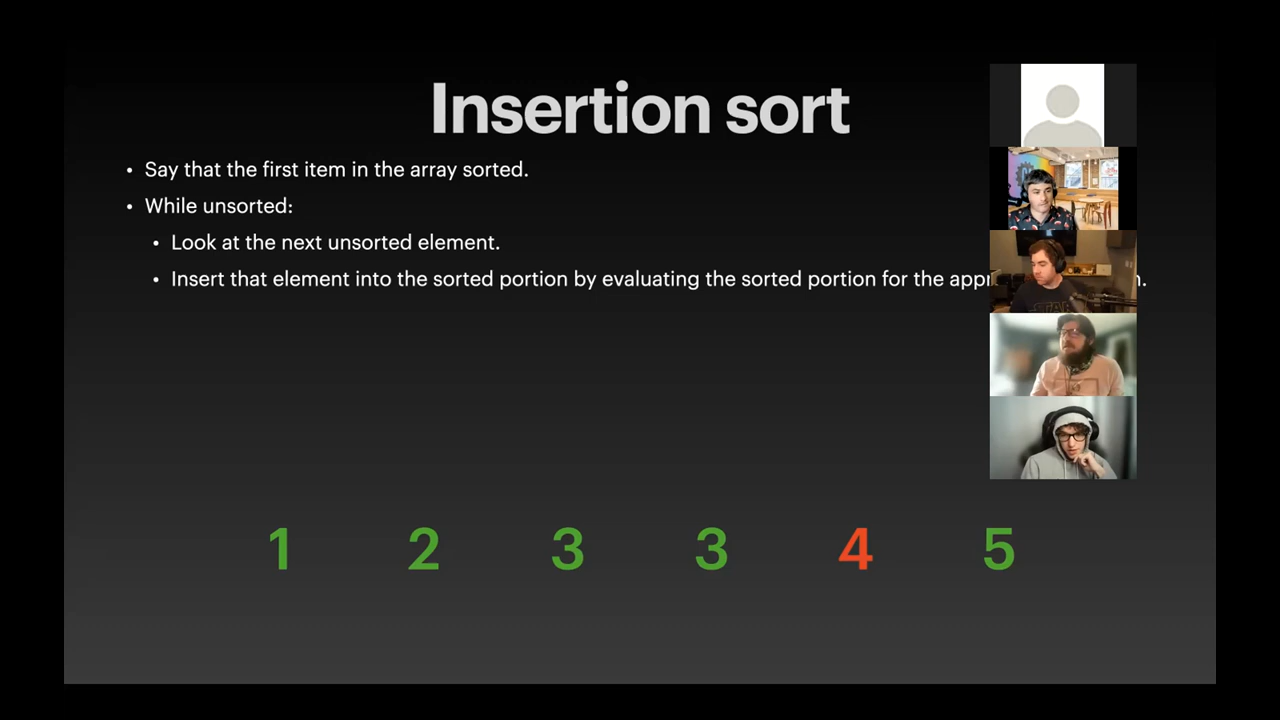 Insertion sort
• Say that the first item in the array sorted.
• While unsorted:
• Look at the next unsorted element.
• Insert that element into the sorted portion by evaluating the sorted portion for the
1 2 3 3 4 5